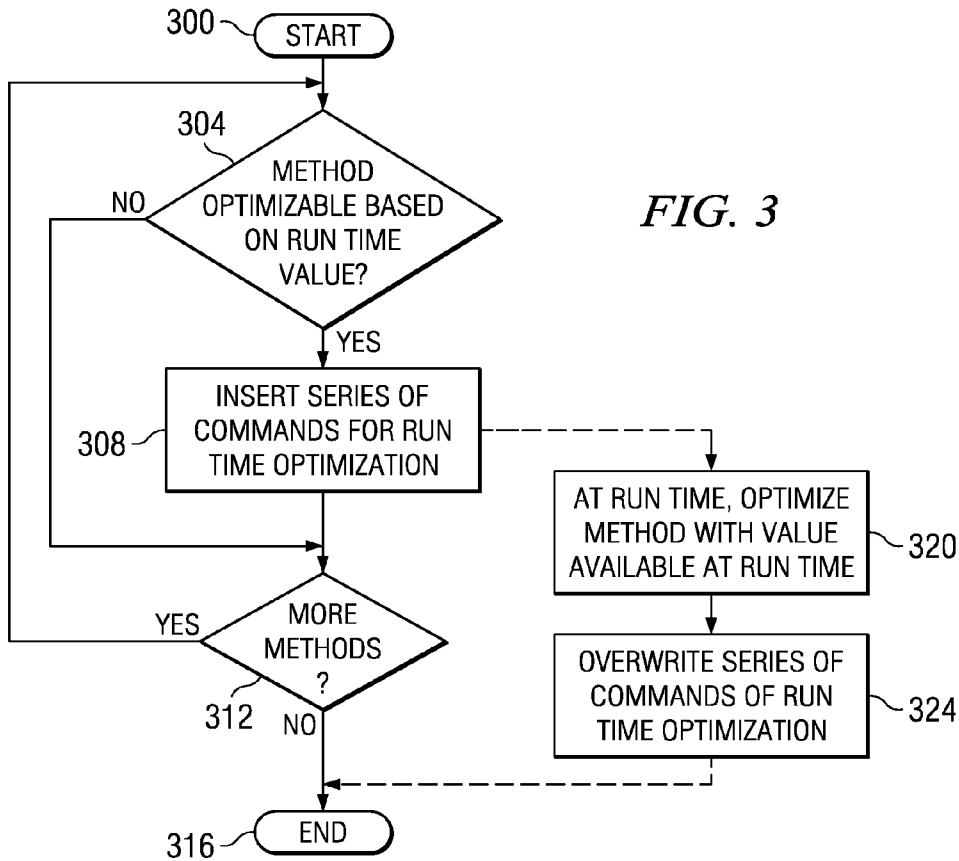 300
START
304
METHOD
OPTIMIZABLE BASED
ON RUN TIME
VALUE?
NO
FIG. 3
YES
INSERT SERIES OF
COMMANDS FOR RUN
TIME OPTIMIZATION
308
AT RUN TIME, OPTIMIZE
METHOD WITH VALUE
AVAILABLE AT RUN TIME
320
YES
MORE
METHODS
?
312
NO
OVERWRITE SERIES OF
COMMANDS OF RUN
TIME OPTIMIZATION
324
316
END